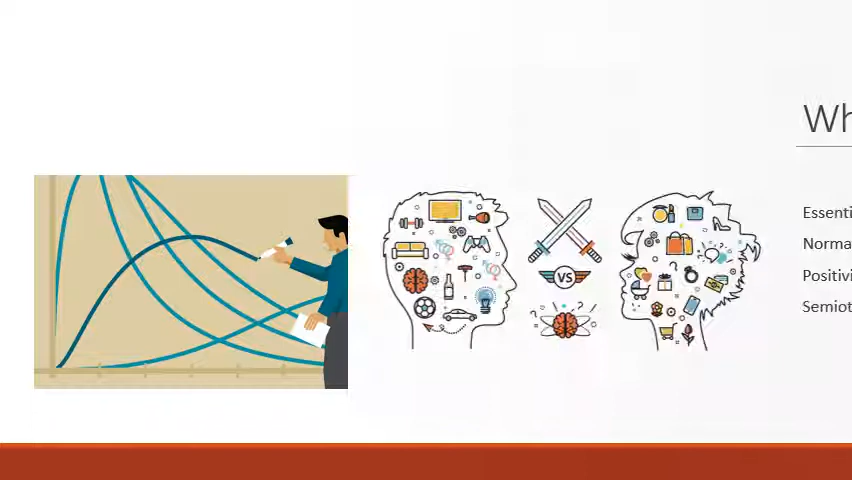 VS
Wh
Essenti
Norma
Positivi
Semiot